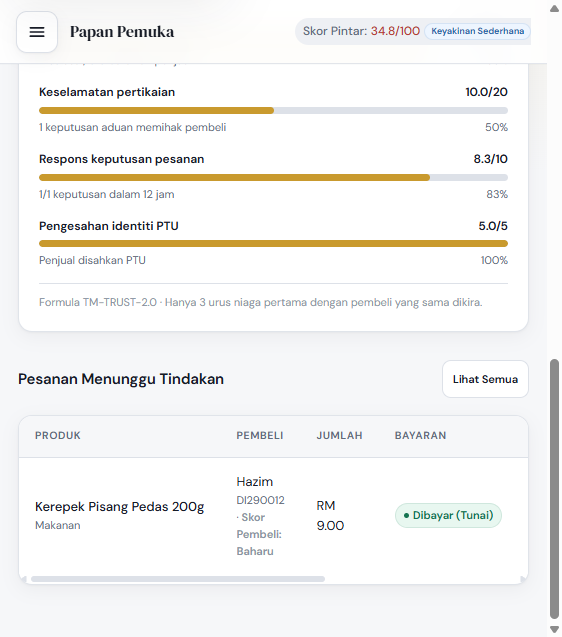 Papan Pemuka
Skor Pintar: 34.8/100 Keyakinan Sederhana
Keselamatan pertikaian 10.0/20
1 keputusan aduan memihak pembeli 50%
Respons keputusan pesanan 8.3/10
1/1 keputusan dalam 12 jam 83%
Pengesahan identiti PTU 5.0/5
Penjual disahkan PTU 100%
Formula TM-TRUST-2.0 · Hanya 3 urus niaga pertama dengan pembeli yang sama dikira.
Pesanan Menunggu Tindakan
Lihat Semua
PRODUK PEMBELI JUMLAH BAYARAN
Kerepek Pisang Pedas 200g
Makanan
Hazim
DI290012
· Skor
Pembeli:
Baharu
RM
9.00
Dibayar (Tunai)